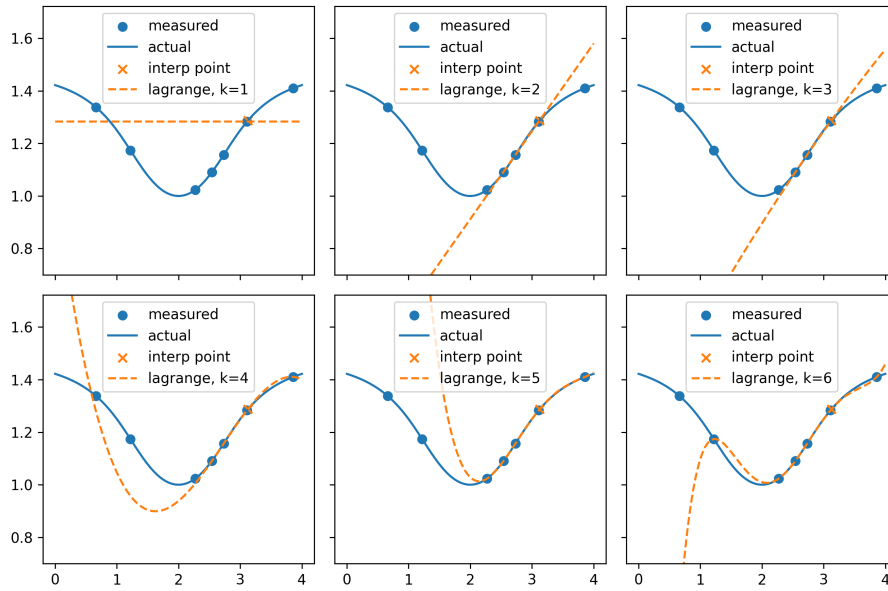 measured
actual
interp point
lagrange, k=1
measured
actual
interp point
lagrange, k=2
measured
actual
interp point
lagrange, k=3
1.6
1.4
1.2
1.0
0.8
measured
actual
interp point
lagrange, k=4
measured
actual
interp point
lagrange, k=5
measured
actual
interp point
lagrange, k=6
1.6
1.4
1.2
1.0
0.8
0 1 2 3 4
0 1 2 3 4
0 1 2 3 4